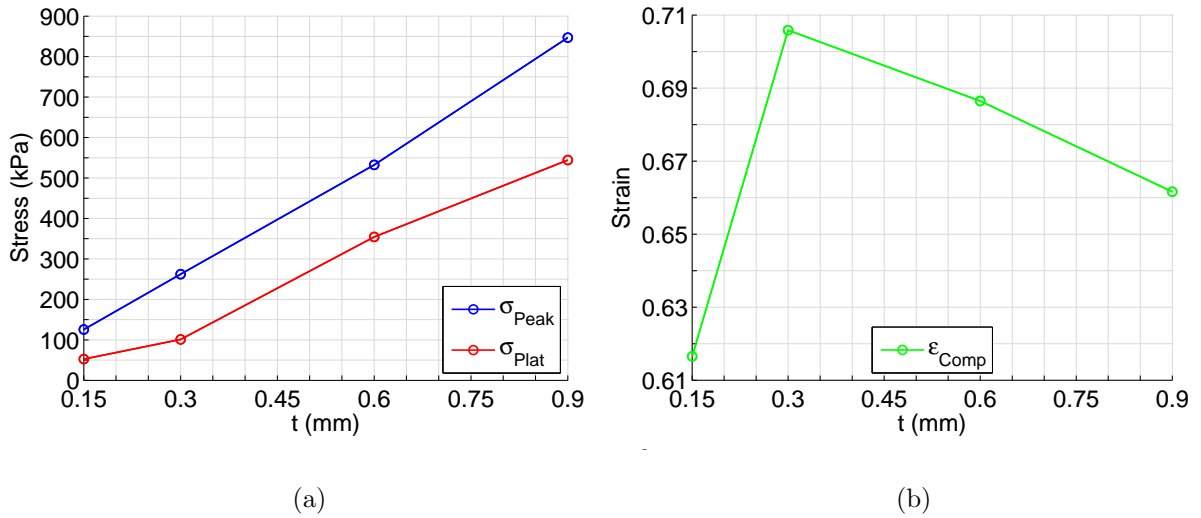 900
800
700
600
500
400
300
200
100
0
Stress (kPa)
0.15 0.3 0.45 0.6 0.75 0.9
t (mm)
σPeak
σPlat
(a)
0.71
0.69
0.67
0.65
0.63
0.61
Strain
0.15 0.3 0.45 0.6 0.75 0.9
t (mm)
εComp
(b)